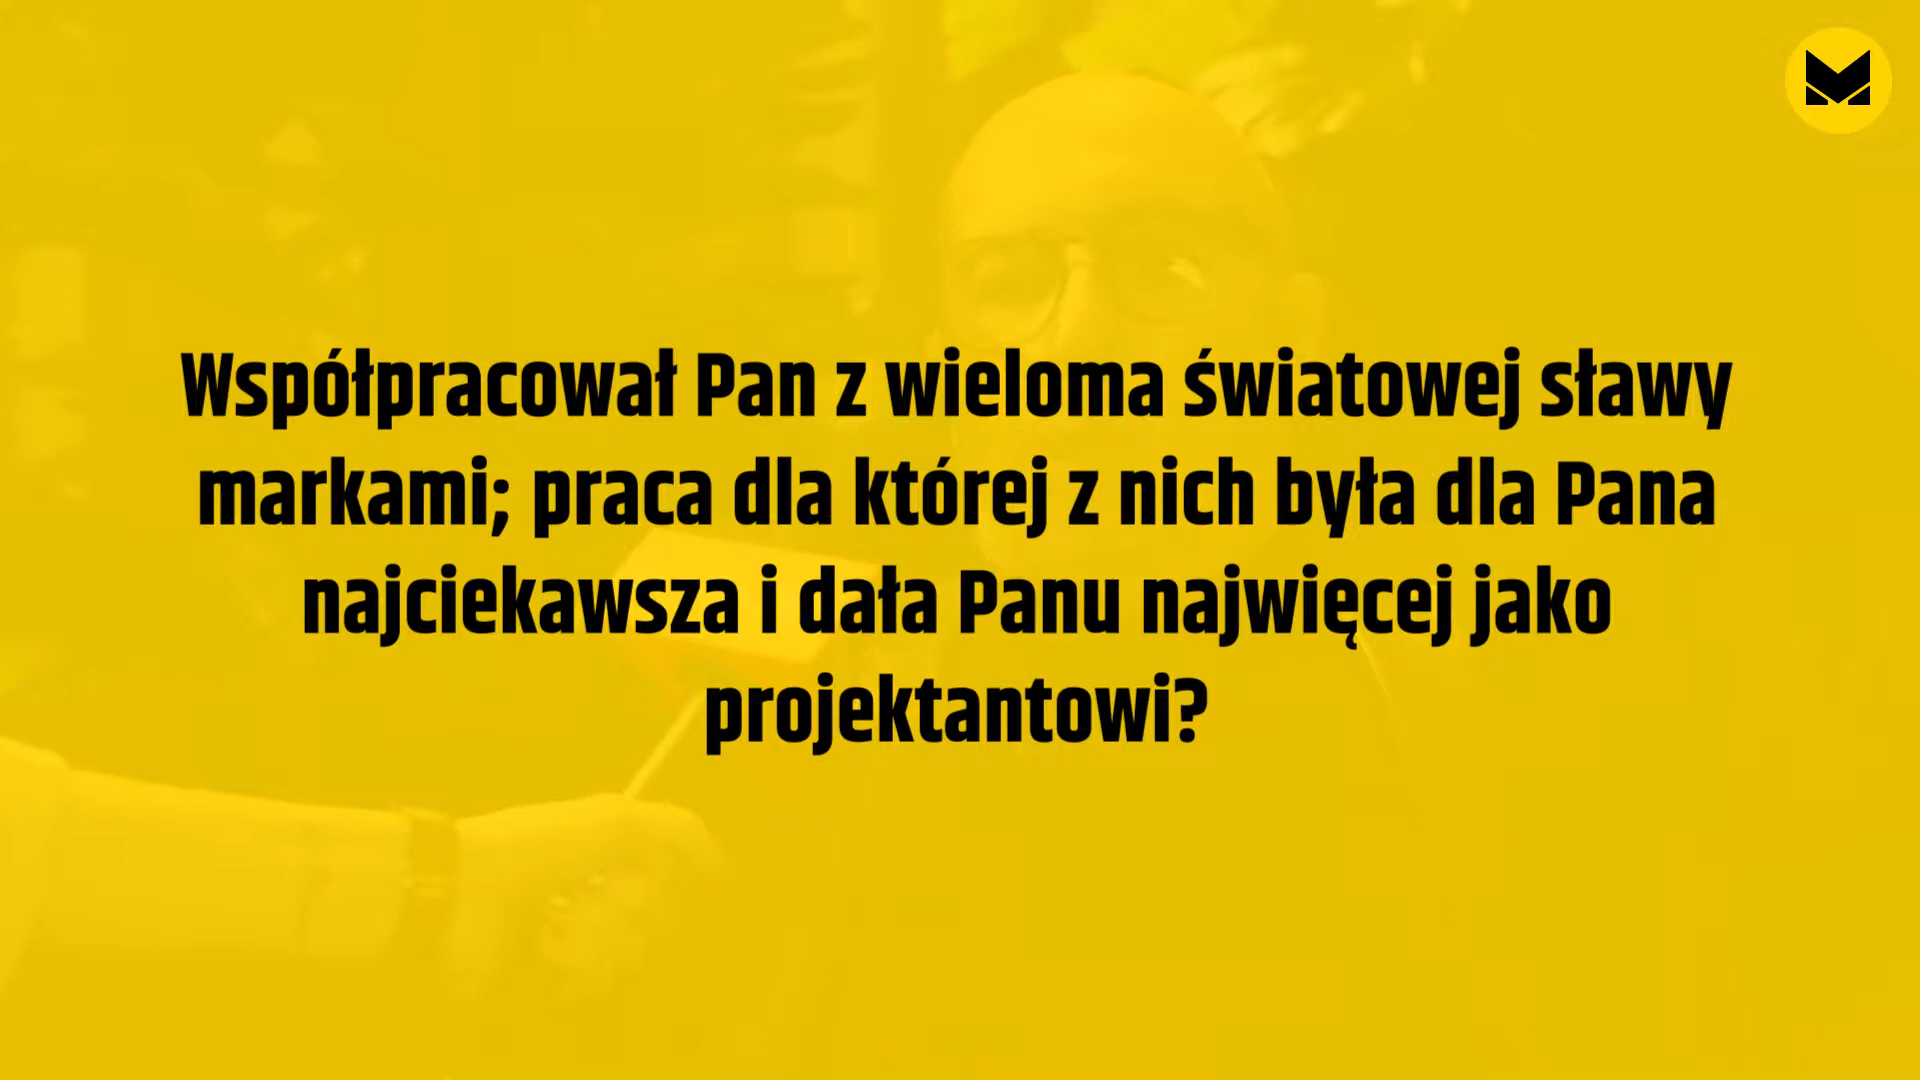 Współpracował Pan z wieloma światowej sławy
markami; praca dla której z nich była dla Pana
najciekawsza i dała Panu najwięcej jako
projektantowi?